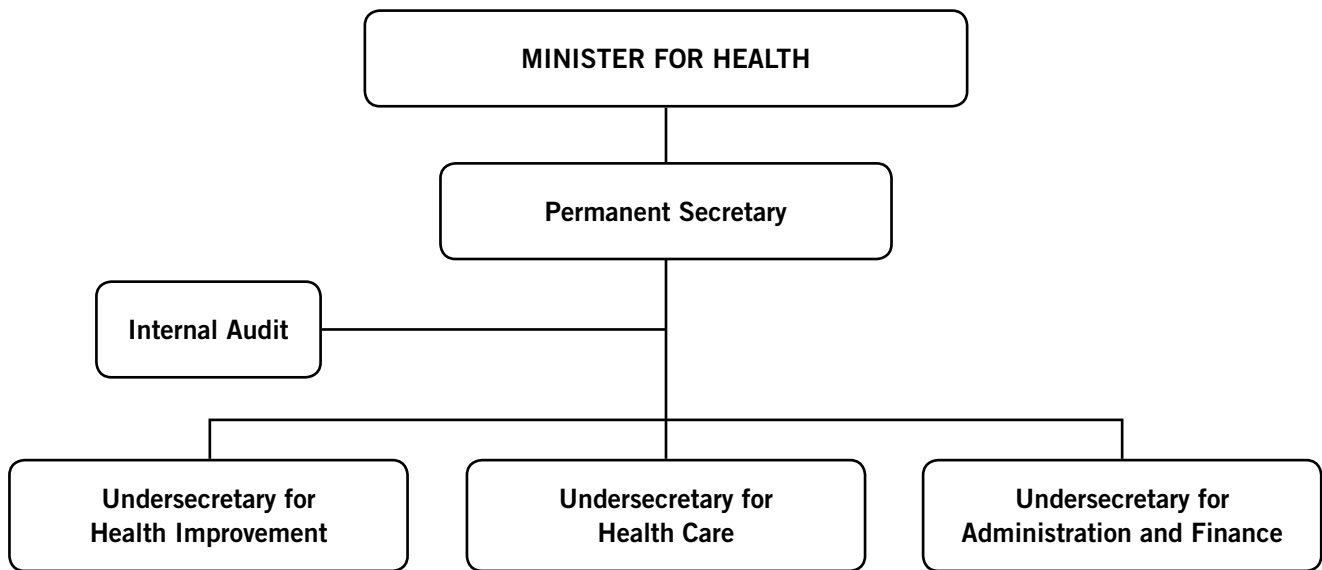 MINISTER FOR HEALTH
Permanent Secretary
Internal Audit
Undersecretary for
Health Improvement
Undersecretary for
Health Care
Undersecretary for
Administration and Finance